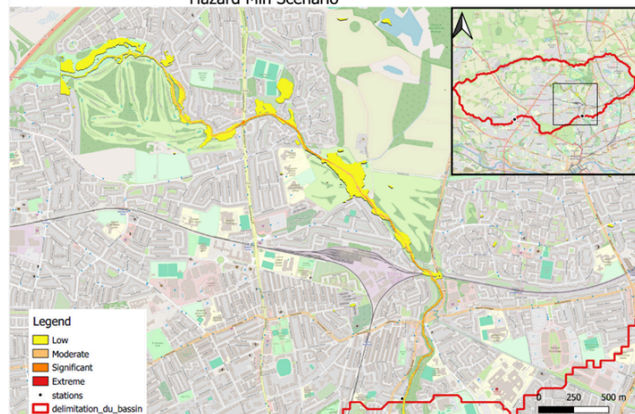 Hazard Min Scenario
Legend
Low
Moderate
Significant
Extreme
stations
delimitation_du_bassin
0 250 500 m